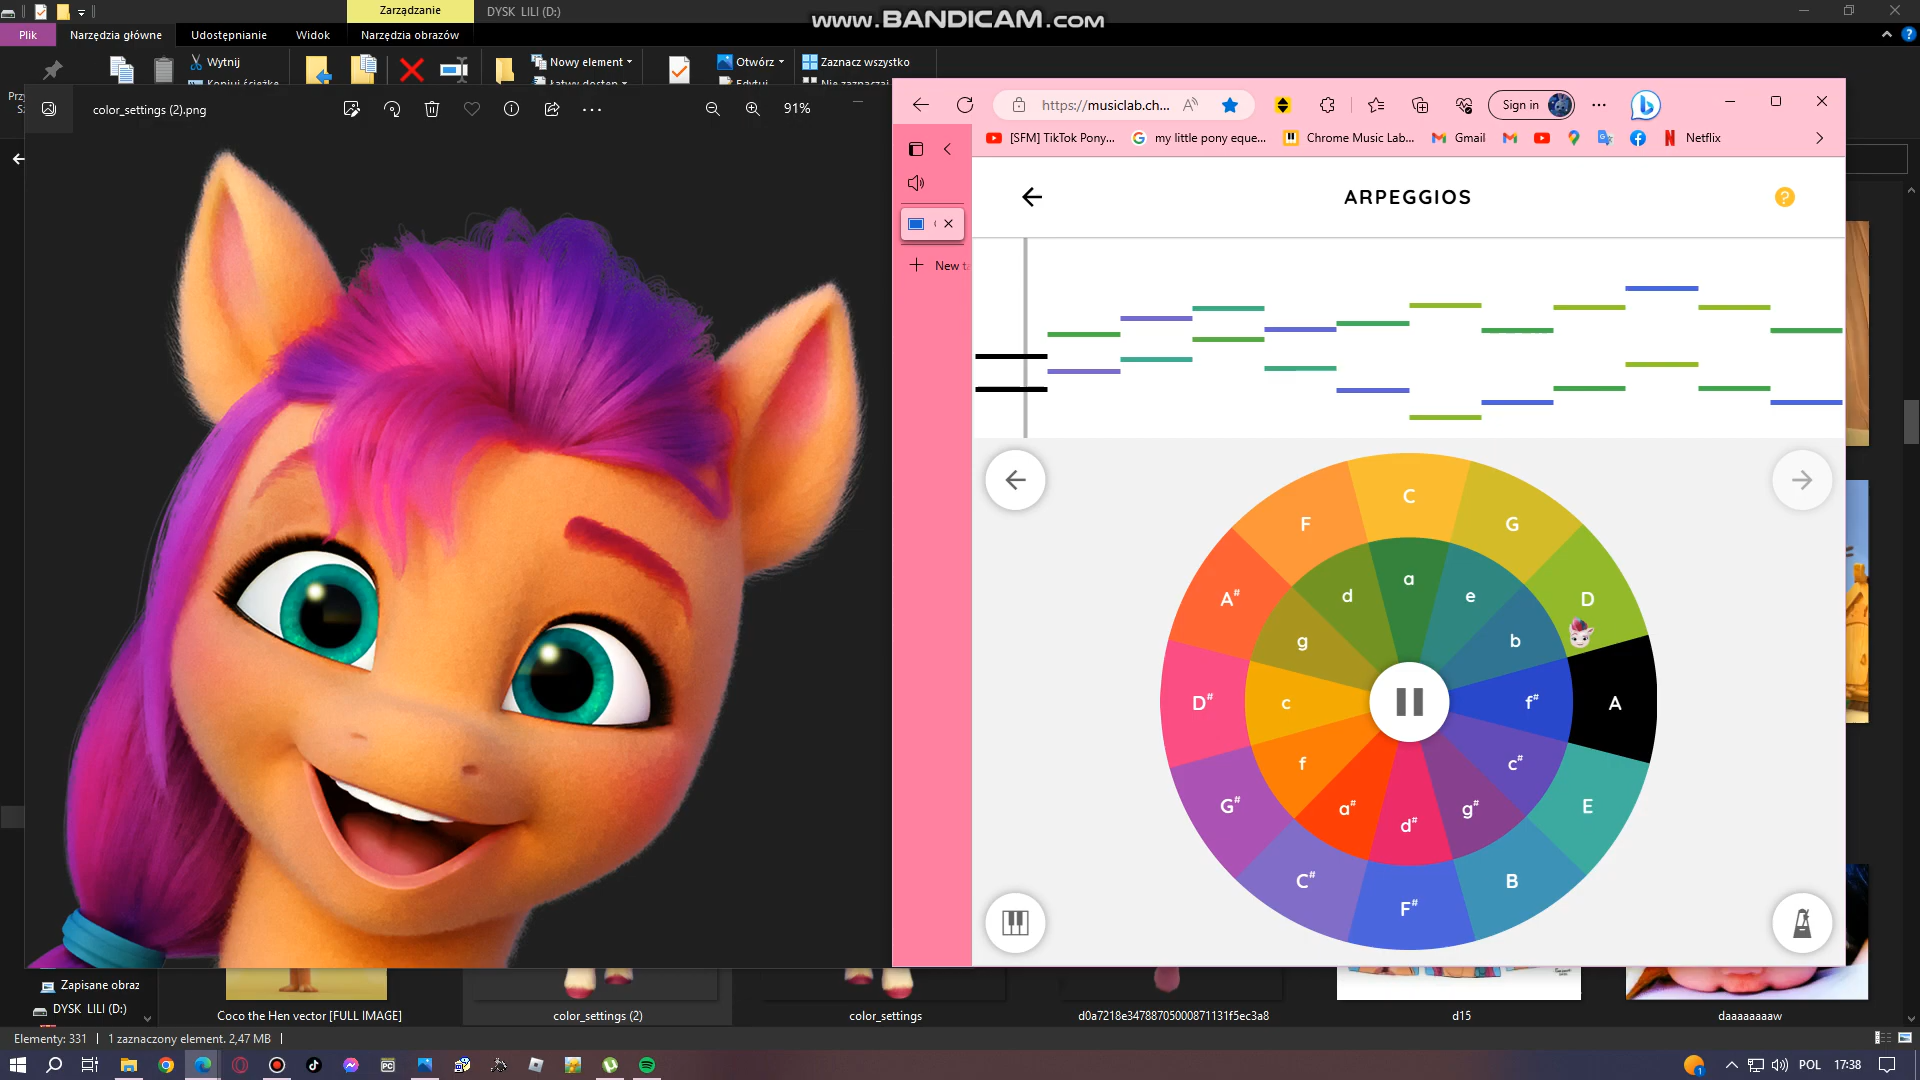 Zarządzanie
DYSK LILI (D:)
www.BANDICAM.com
Plik
Narzędzia główne
Udostępnianie
Widok
Narzędzia obrazów
Wytnij
Nowy element
Otwórz
Zaznacz wszystko
color_settings (2).png
91%
https://musiclab.ch...
Sign in
[SFM] TikTok Pony...
my little pony eque...
Chrome Music Lab...
Gmail
Netflix
New ta
ARPEGGIOS
?
C
F
G
a
d
e
A#
D
g
b
D#
c
f#
A
f
c#
G#
a#
g#
E
d#
C#
B
F#
Zapisane obraz
DYSK LILI (D:)
Coco the Hen vector [FULL IMAGE]
color_settings (2)
color_settings
d0a7218e34788705000871131f5ec3a8
d15
daaaaaaaaw
Elementy: 331
1 zaznaczony element. 2,47 MB
POL
17:38